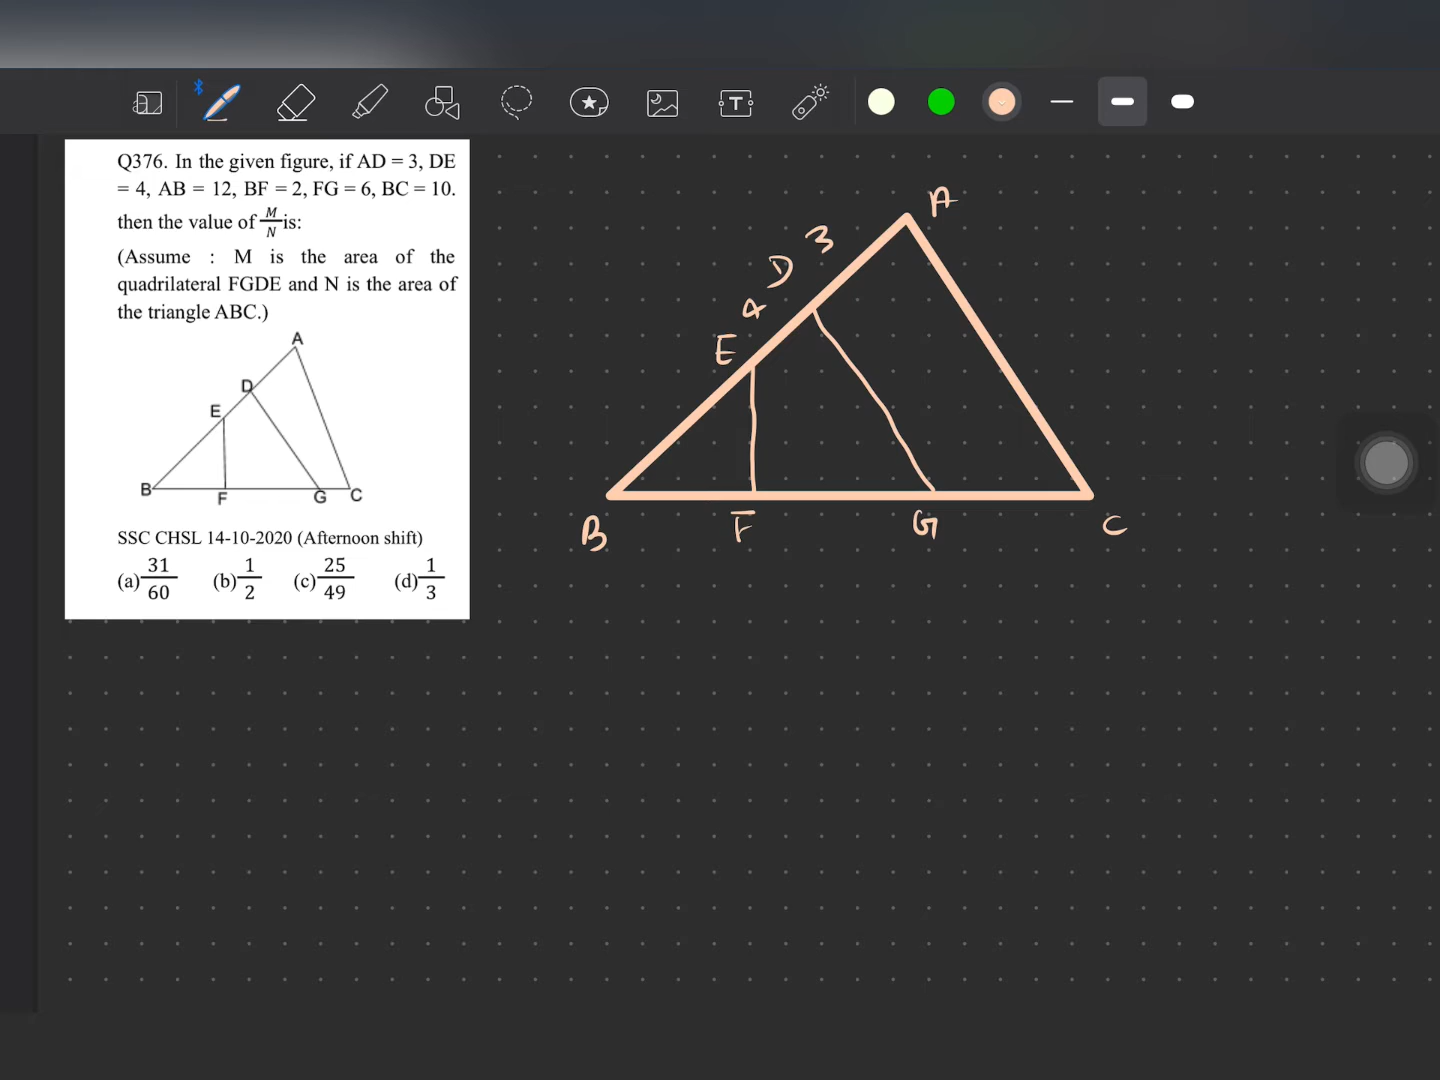 Q376. In the given figure, if AD = 3, DE
= 4, AB = 12, BF = 2, FG = 6, BC = 10.
then the value of M/N is:
(Assume : M is the area of the
quadrilateral FGDE and N is the area of
the triangle ABC.)
A
D
E
B
F
G
C
SSC CHSL 14-10-2020 (Afternoon shift)
(a) 31/60 (b) 1/2 (c) 25/49 (d) 1/3
A
3
D
4
E
B
F
G
C
T